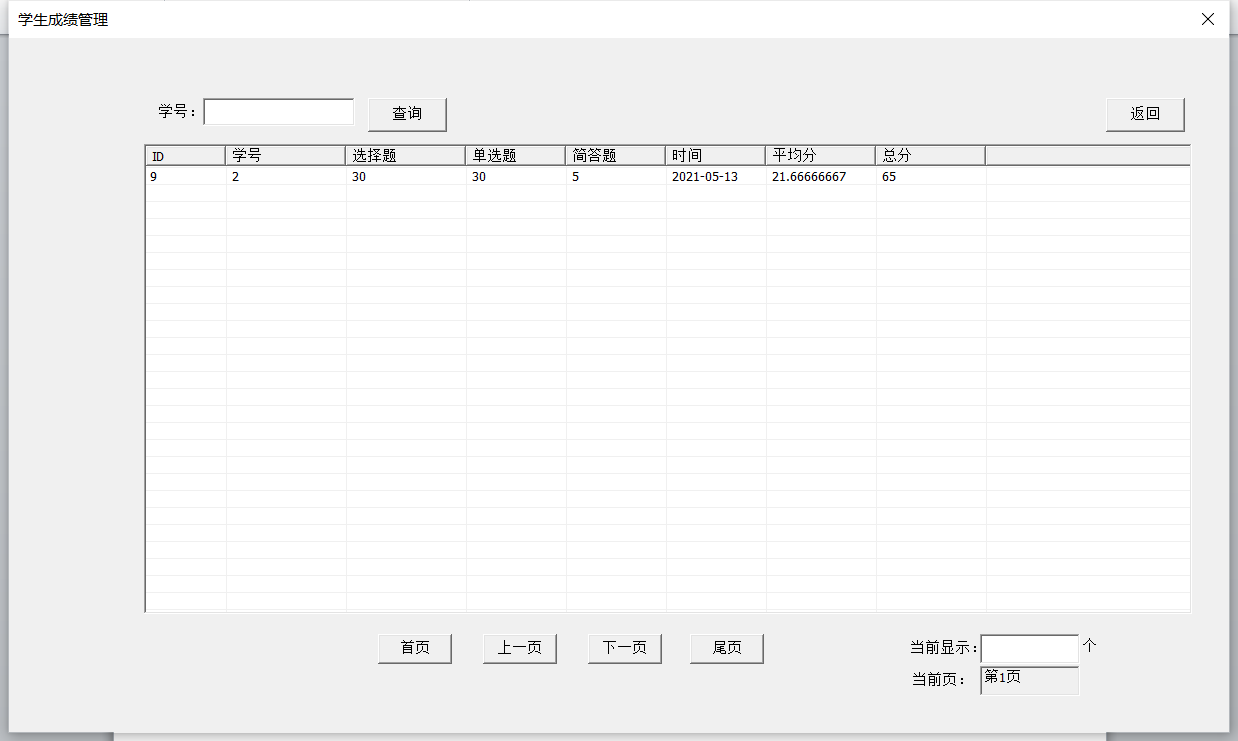 学生成绩管理
学号： 查询 返回
ID 学号 选择题 单选题 简答题 时间 平均分 总分
9 2 30 30 5 2021-05-13 21.66666667 65
首页 上一页 下一页 尾页 当前显示： 个
当前页： 第1页